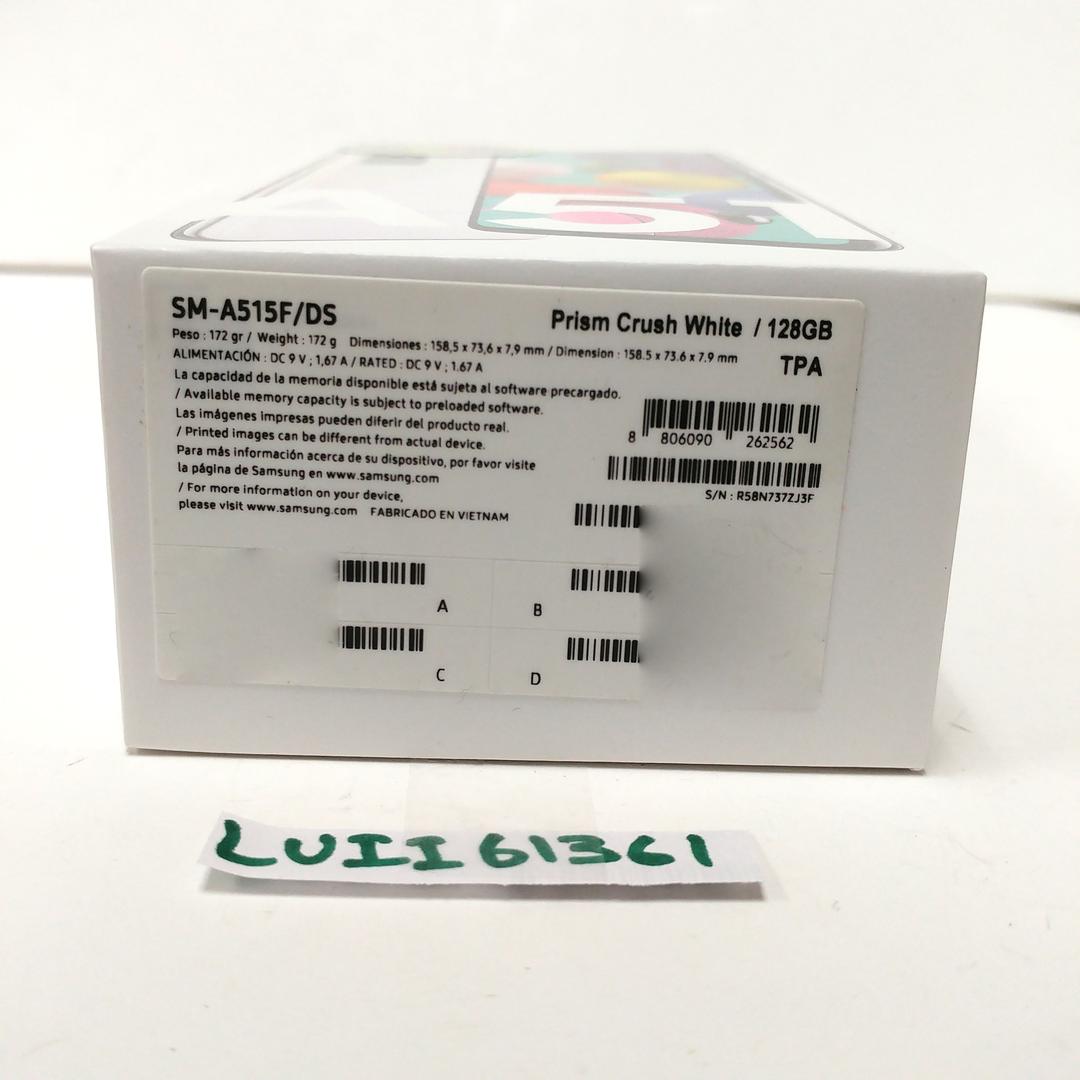 A 51
SM-A515F/DS
Prism Crush White / 128GB
Peso : 172 gr / Weight : 172 g Dimensiones : 158,5 x 73,6 x 7,9 mm / Dimension : 158.5 x 73.6 x 7.9 mm
TPA
ALIMENTACIÓN : DC 9 V ; 1,67 A / RATED : DC 9 V ; 1.67 A
La capacidad de la memoria disponible está sujeta al software precargado.
/ Available memory capacity is subject to preloaded software.
Las imágenes impresas pueden diferir del producto real.
/ Printed images can be different from actual device.
8 806090 262562
Para más información acerca de su dispositivo, por favor visite
la página de Samsung en www.samsung.com
/ For more information on your device,
S/N : R58N737ZJ3F
please visit www.samsung.com FABRICADO EN VIETNAM
A
B
C
D
LUII61361